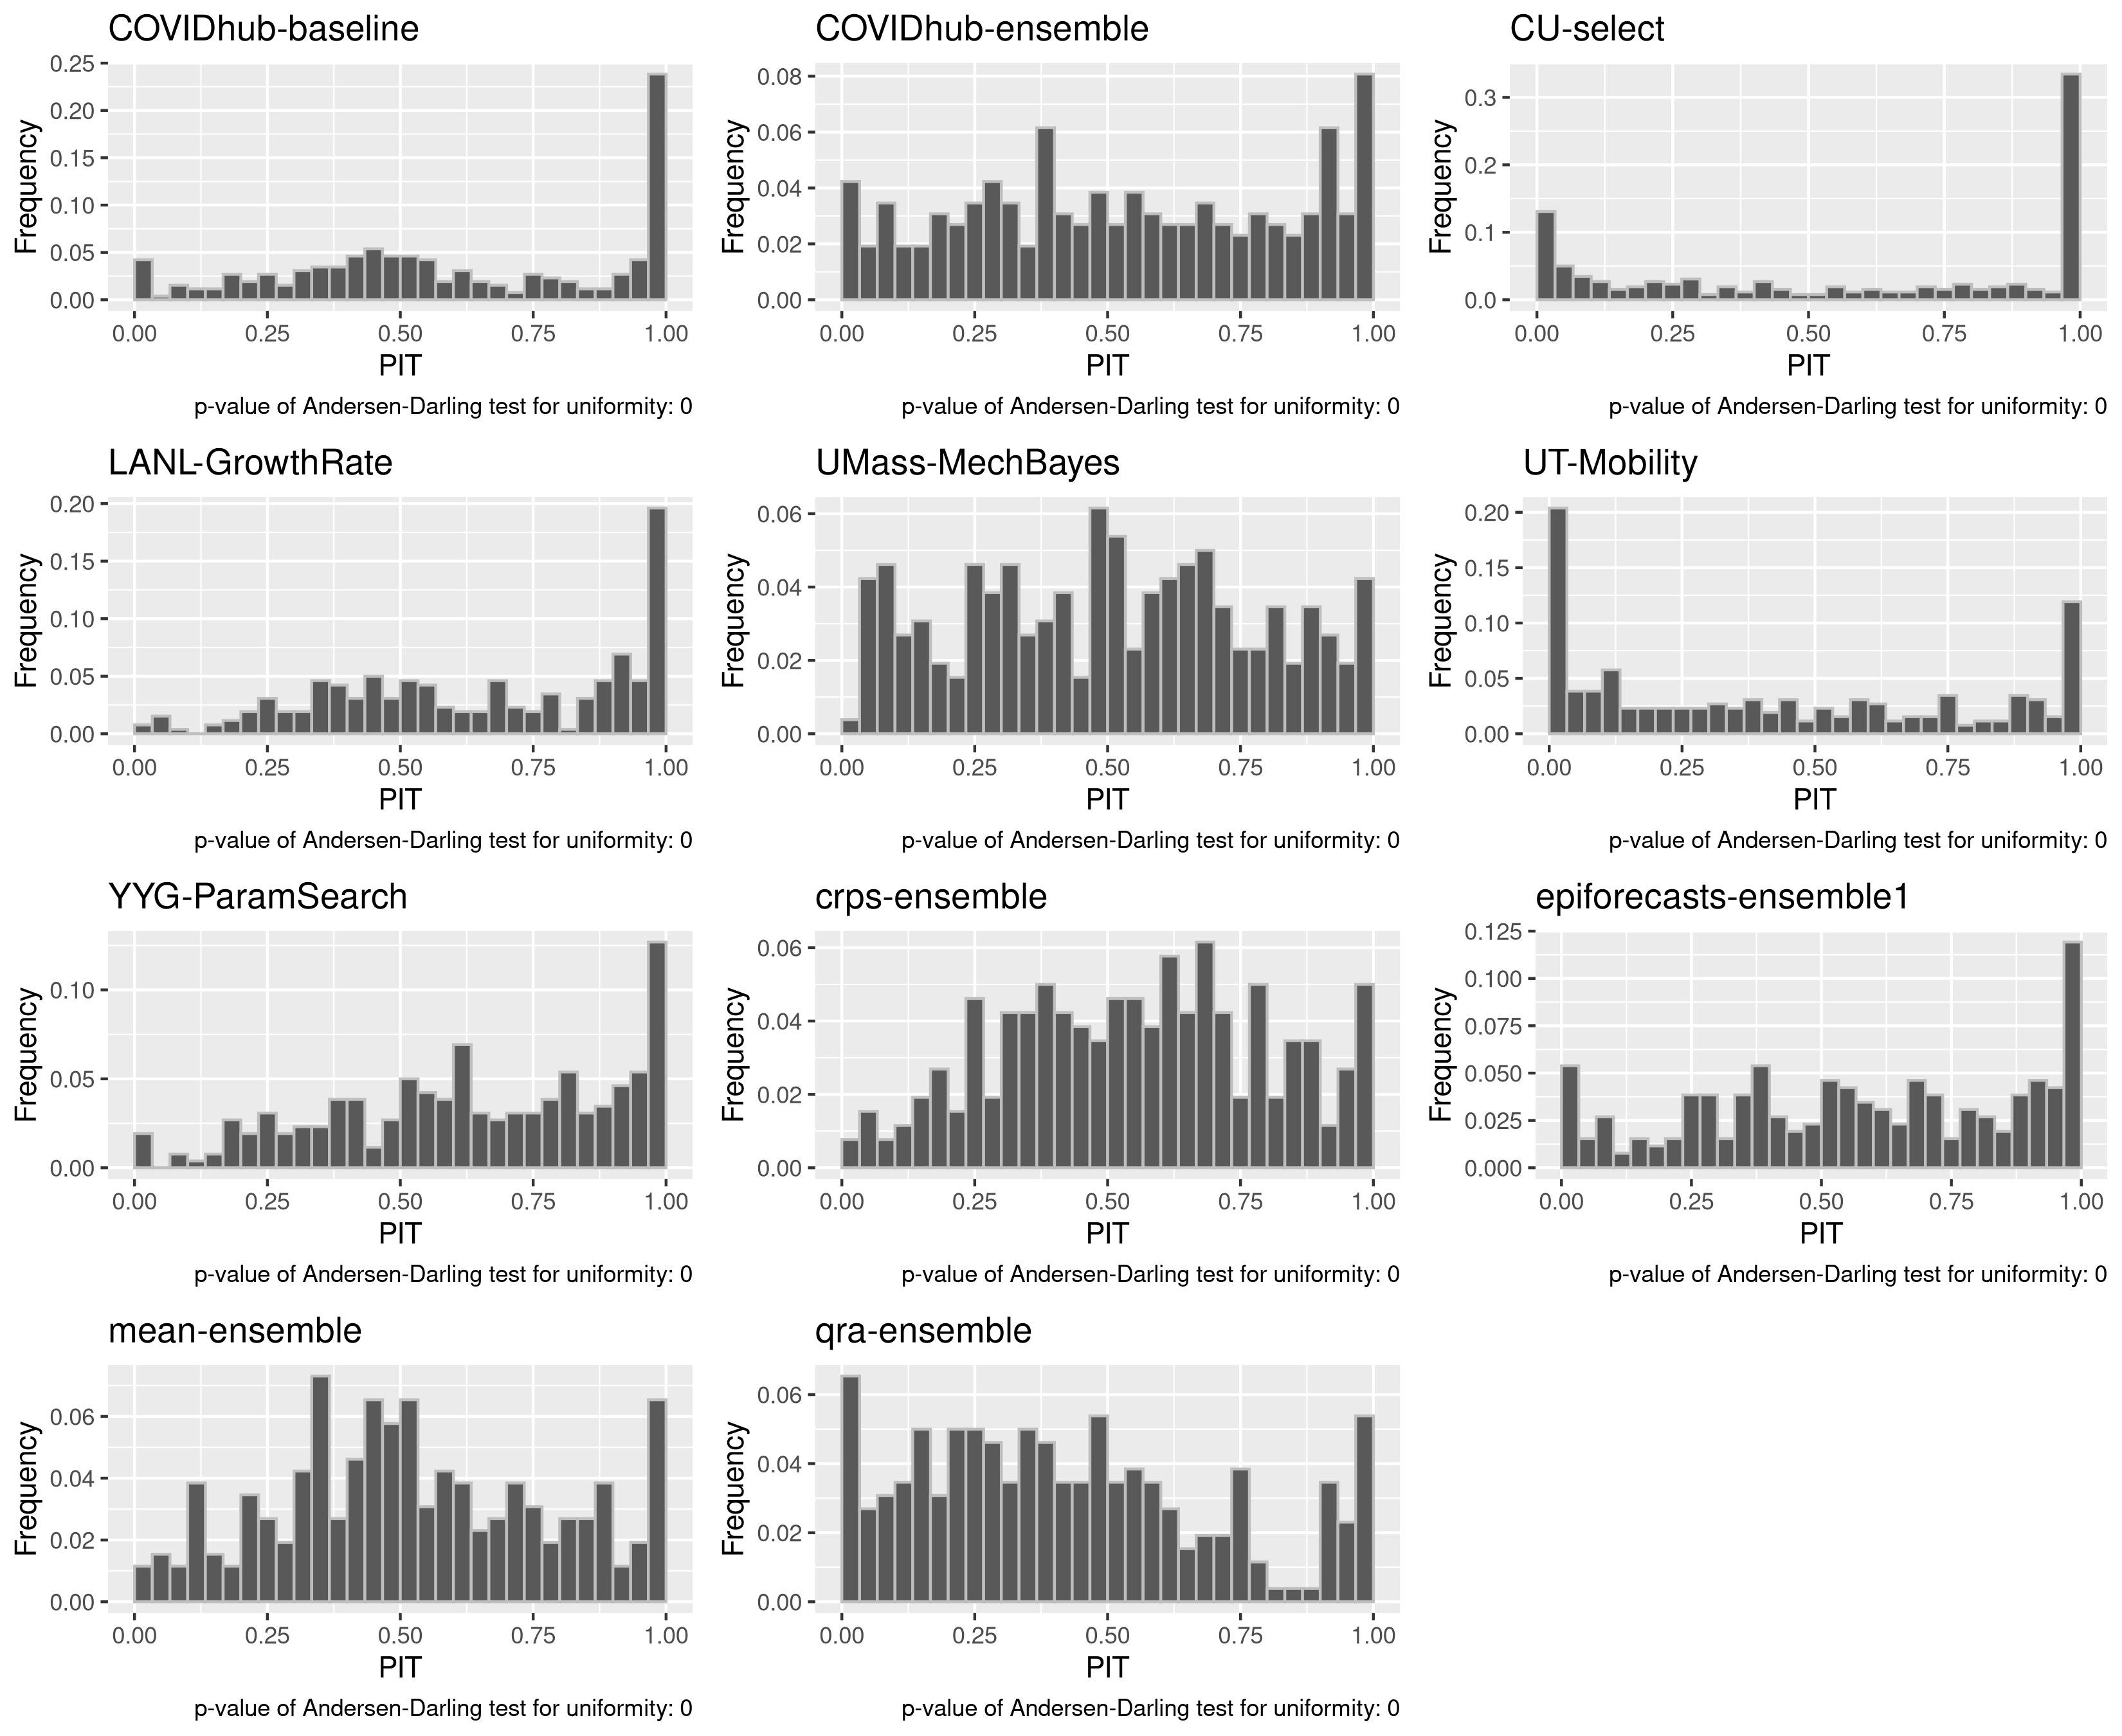 COVIDhub-baseline
COVIDhub-ensemble
CU-select
0.25
0.20
0.15
0.10
0.05
0.00
Frequency
0.00 0.25 0.50 0.75 1.00
PIT
p-value of Andersen-Darling test for uniformity: 0
0.08
0.06
0.04
0.02
0.00
Frequency
0.00 0.25 0.50 0.75 1.00
PIT
p-value of Andersen-Darling test for uniformity: 0
0.3
0.2
0.1
0.0
Frequency
0.00 0.25 0.50 0.75 1.00
PIT
p-value of Andersen-Darling test for uniformity: 0
LANL-GrowthRate
UMass-MechBayes
UT-Mobility
0.20
0.15
0.10
0.05
0.00
Frequency
0.00 0.25 0.50 0.75 1.00
PIT
p-value of Andersen-Darling test for uniformity: 0
0.06
0.04
0.02
0.00
Frequency
0.00 0.25 0.50 0.75 1.00
PIT
p-value of Andersen-Darling test for uniformity: 0
0.20
0.15
0.10
0.05
0.00
Frequency
0.00 0.25 0.50 0.75 1.00
PIT
p-value of Andersen-Darling test for uniformity: 0
YYG-ParamSearch
crps-ensemble
epiforecasts-ensemble1
0.10
0.05
0.00
Frequency
0.00 0.25 0.50 0.75 1.00
PIT
p-value of Andersen-Darling test for uniformity: 0
0.06
0.04
0.02
0.00
Frequency
0.00 0.25 0.50 0.75 1.00
PIT
p-value of Andersen-Darling test for uniformity: 0
0.125
0.100
0.075
0.050
0.025
0.000
Frequency
0.00 0.25 0.50 0.75 1.00
PIT
p-value of Andersen-Darling test for uniformity: 0
mean-ensemble
qra-ensemble
0.06
0.04
0.02
0.00
Frequency
0.00 0.25 0.50 0.75 1.00
PIT
p-value of Andersen-Darling test for uniformity: 0
0.06
0.04
0.02
0.00
Frequency
0.00 0.25 0.50 0.75 1.00
PIT
p-value of Andersen-Darling test for uniformity: 0